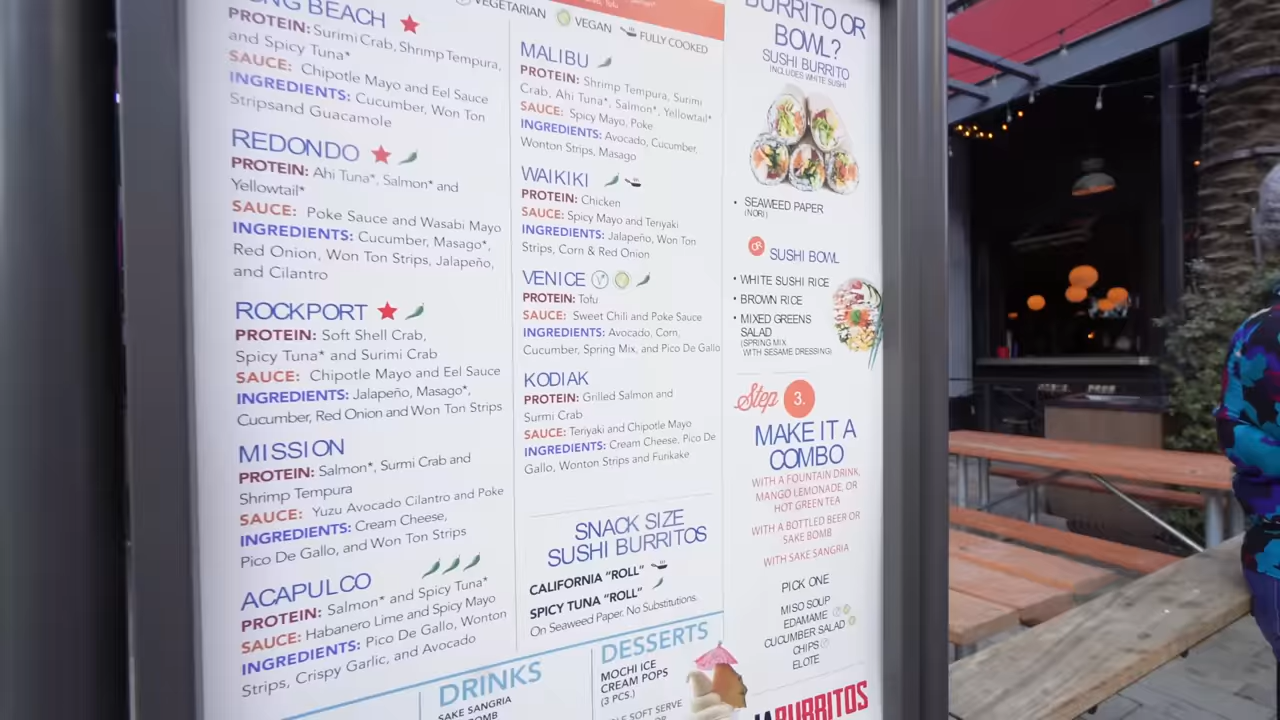 BEACH
PROTEIN: Surimi Crab, Shrimp Tempura,
and Spicy Tuna*
SAUCE: Chipotle Mayo and Eel Sauce
INGREDIENTS: Cucumber, Won Ton
Stripsand Guacamole
REDONDO
PROTEIN: Ahi Tuna*, Salmon* and
Yellowtail*
SAUCE: Poke Sauce and Wasabi Mayo
INGREDIENTS: Cucumber, Masago*,
Red Onion, Won Ton Strips, Jalapeño,
and Cilantro
ROCKPORT
PROTEIN: Soft Shell Crab,
Spicy Tuna* and Surimi Crab
SAUCE: Chipotle Mayo and Eel Sauce
INGREDIENTS: Jalapeño, Masago*,
Cucumber, Red Onion and Won Ton Strips
MISSION
PROTEIN: Salmon*, Surmi Crab and
Shrimp Tempura
SAUCE: Yuzu Avocado Cilantro and Poke
INGREDIENTS: Cream Cheese,
Pico De Gallo, and Won Ton Strips
ACAPULCO
PROTEIN: Salmon* and Spicy Tuna*
SAUCE: Habanero Lime and Spicy Mayo
INGREDIENTS: Pico De Gallo, Wonton
Strips, Crispy Garlic, and Avocado
VEGETARIAN
VEGAN
FULLY COOKED
MALIBU
PROTEIN: Shrimp Tempura, Surimi
Crab, Ahi Tuna*, Salmon*, Yellowtail*
SAUCE: Spicy Mayo, Poke
INGREDIENTS: Avocado, Cucumber,
Wonton Strips, Masago
WAIKIKI
PROTEIN: Chicken
SAUCE: Spicy Mayo and Teriyaki
INGREDIENTS: Jalapeño, Won Ton
Strips, Corn & Red Onion
VENICE
PROTEIN: Tofu
SAUCE: Sweet Chili and Poke Sauce
INGREDIENTS: Avocado, Corn,
Cucumber, Spring Mix, and Pico De Gallo
KODIAK
PROTEIN: Grilled Salmon and
Surmi Crab
SAUCE: Teriyaki and Chipotle Mayo
INGREDIENTS: Cream Cheese, Pico De
Gallo, Wonton Strips and Furikake
SNACK SIZE
SUSHI BURRITOS
CALIFORNIA "ROLL"
SPICY TUNA "ROLL"
On Seaweed Paper. No Substitutions.
DRINKS
SAKE SANGRIA
DESSERTS
MOCHI ICE
CREAM POPS
(3 PCS.)
SOFT SERVE
BURRITO OR
BOWL?
SUSHI BURRITO
(INCLUDES WHITE SUSHI
• SEAWEED PAPER
(NORI)
OR
SUSHI BOWL
• WHITE SUSHI RICE
• BROWN RICE
• MIXED GREENS
SALAD
(SPRING MIX
WITH SESAME DRESSING)
Step 3.
MAKE IT A
COMBO
WITH A FOUNTAIN DRINK,
MANGO LEMONADE, OR
HOT GREEN TEA
WITH A BOTTLED BEER OR
SAKE BOMB
WITH SAKE SANGRIA
PICK ONE
MISO SOUP
EDAMAME
CUCUMBER SALAD
CHIPS
ELOTE